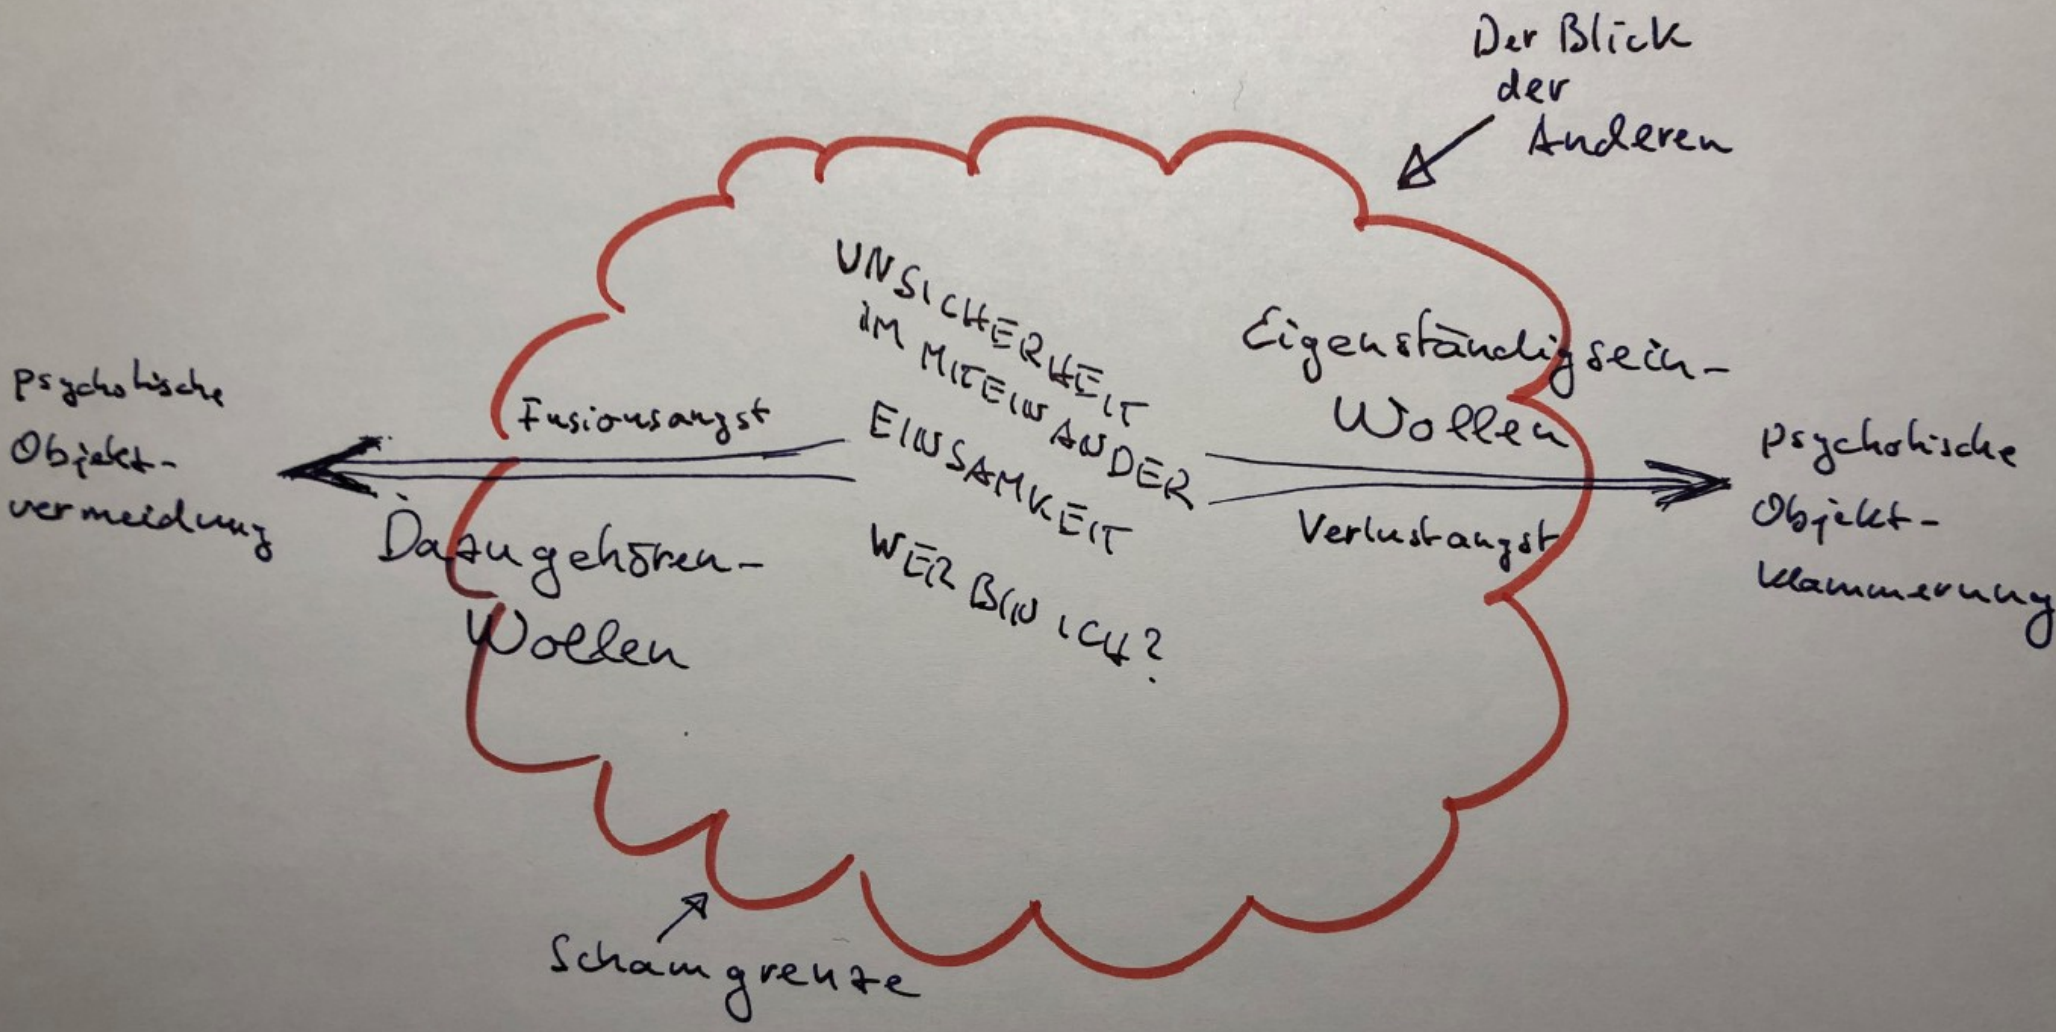 Der Blick
der
Anderen
UNSICHERHEIT
IM MITEINANDER
EINSAMKEIT
WER BIN ICH?
Eigenständigsein-
Wollen
Verlustangst
psychotische
Objekt-
klammerung
Fusionsangst
Dazugehören-
Wollen
psychotische
Objekt-
vermeidung
Schamgrenze